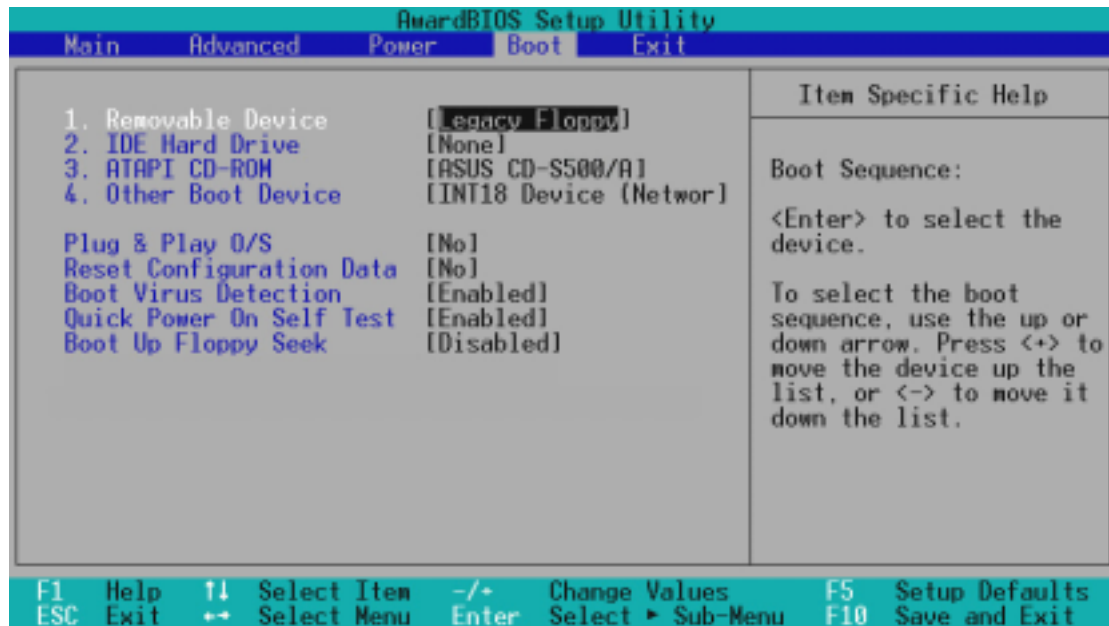 AwardBIOS Setup Utility
Main Advanced Power Boot Exit
1. Removable Device [Legacy Floppy]
2. IDE Hard Drive [None]
3. ATAPI CD-ROM [ASUS CD-S500/A]
4. Other Boot Device [INT18 Device (Networ]
Plug & Play O/S [No]
Reset Configuration Data [No]
Boot Virus Detection [Enabled]
Quick Power On Self Test [Enabled]
Boot Up Floppy Seek [Disabled]
Item Specific Help
Boot Sequence:
<Enter> to select the
device.
To select the boot
sequence, use the up or
down arrow. Press <+> to
move the device up the
list, or <-> to move it
down the list.
F1 Help ↑↓ Select Item -/+ Change Values F5 Setup Defaults
ESC Exit ←→ Select Menu Enter Select ► Sub-Menu F10 Save and Exit